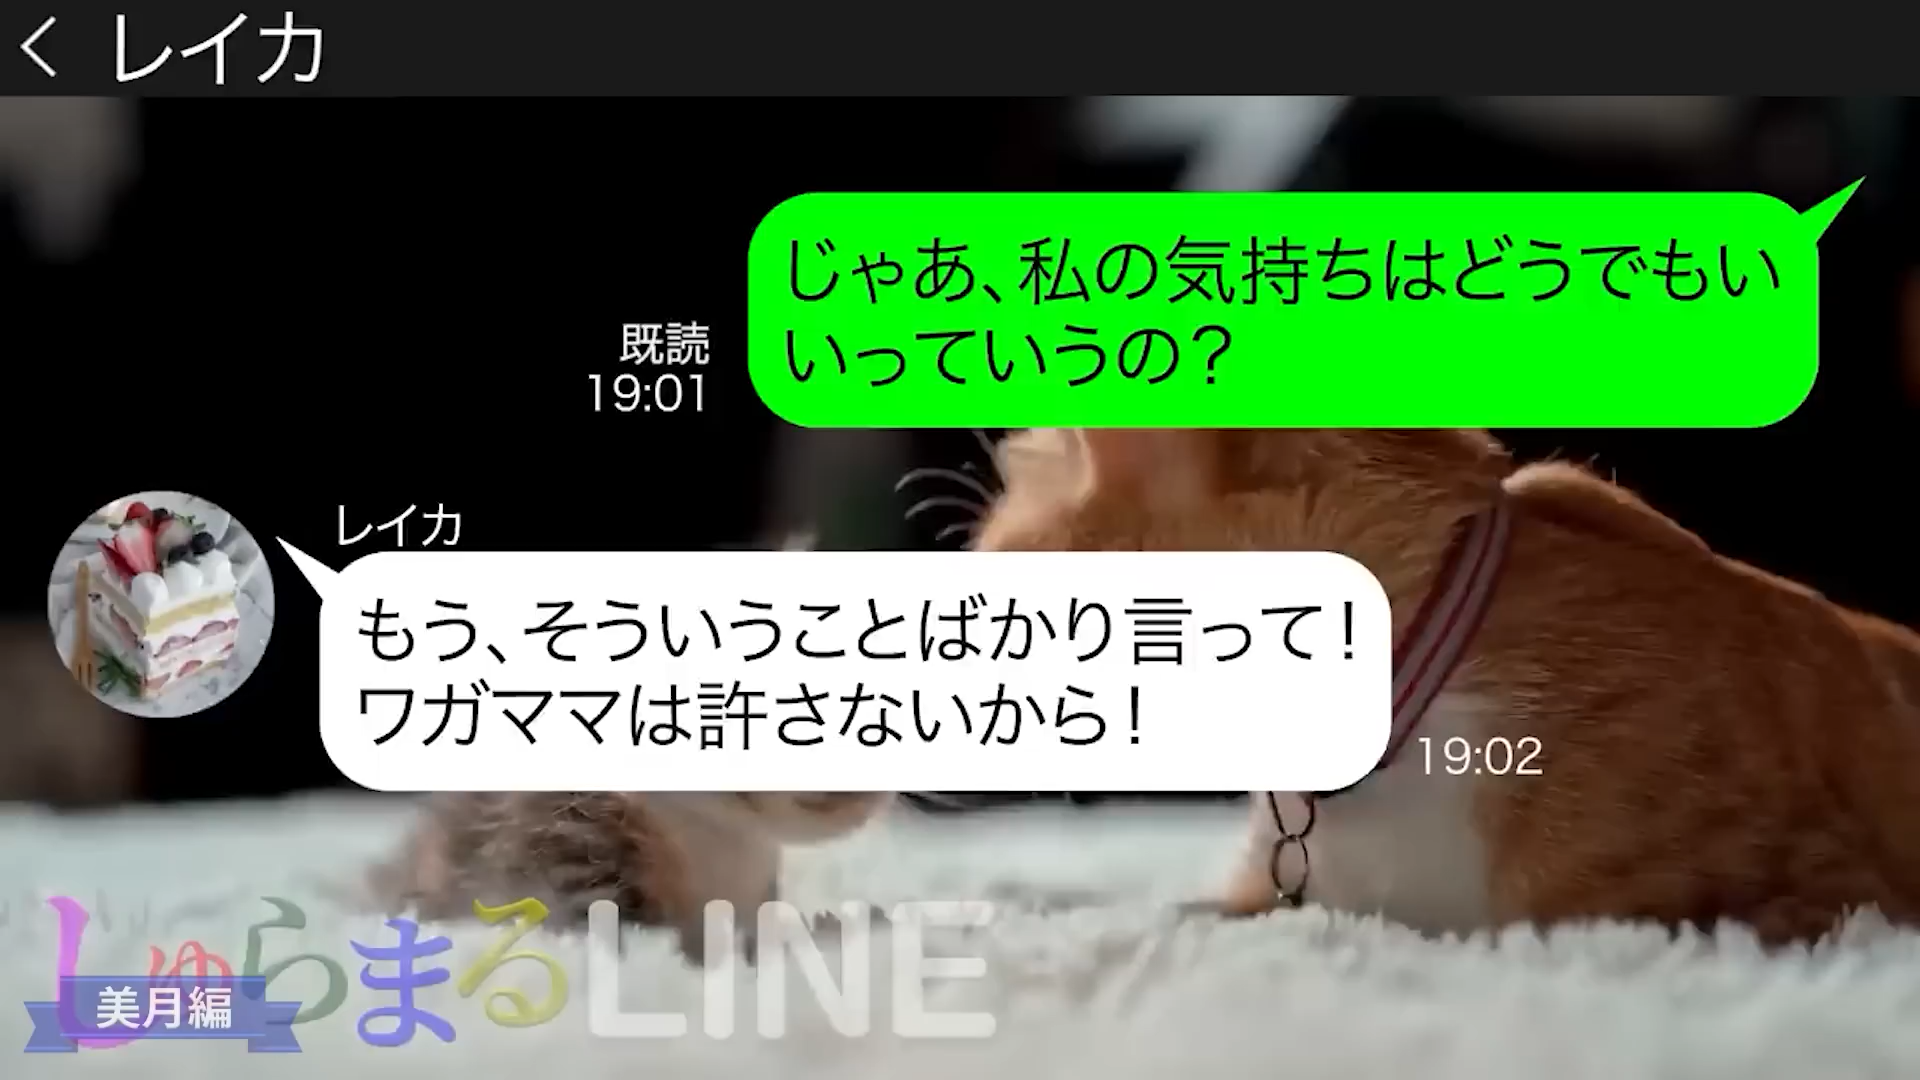 レイカ
じゃあ、私の気持ちはどうでもい
いっていうの？
既読
19:01
レイカ
もう、そういうことばかり言って！
ワガママは許さないから！
19:02
しゅらまるLINE
美月編